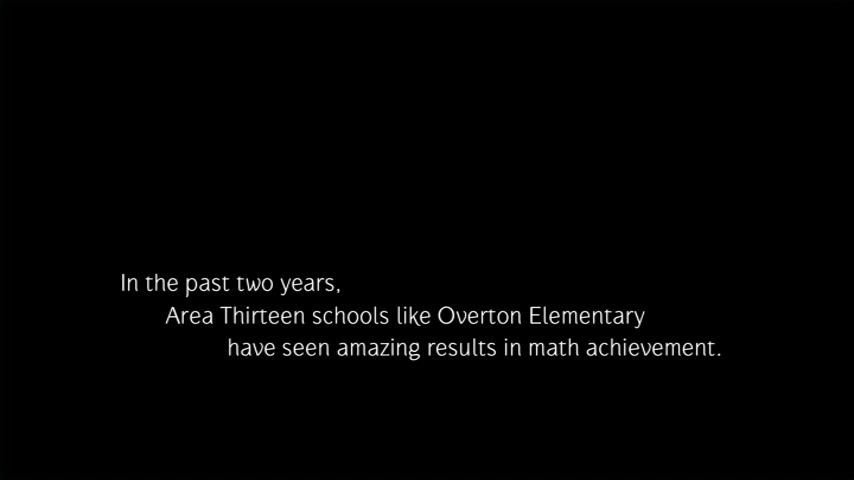 In the past two years,
Area Thirteen schools like Overton Elementary
have seen amazing results in math achievement.